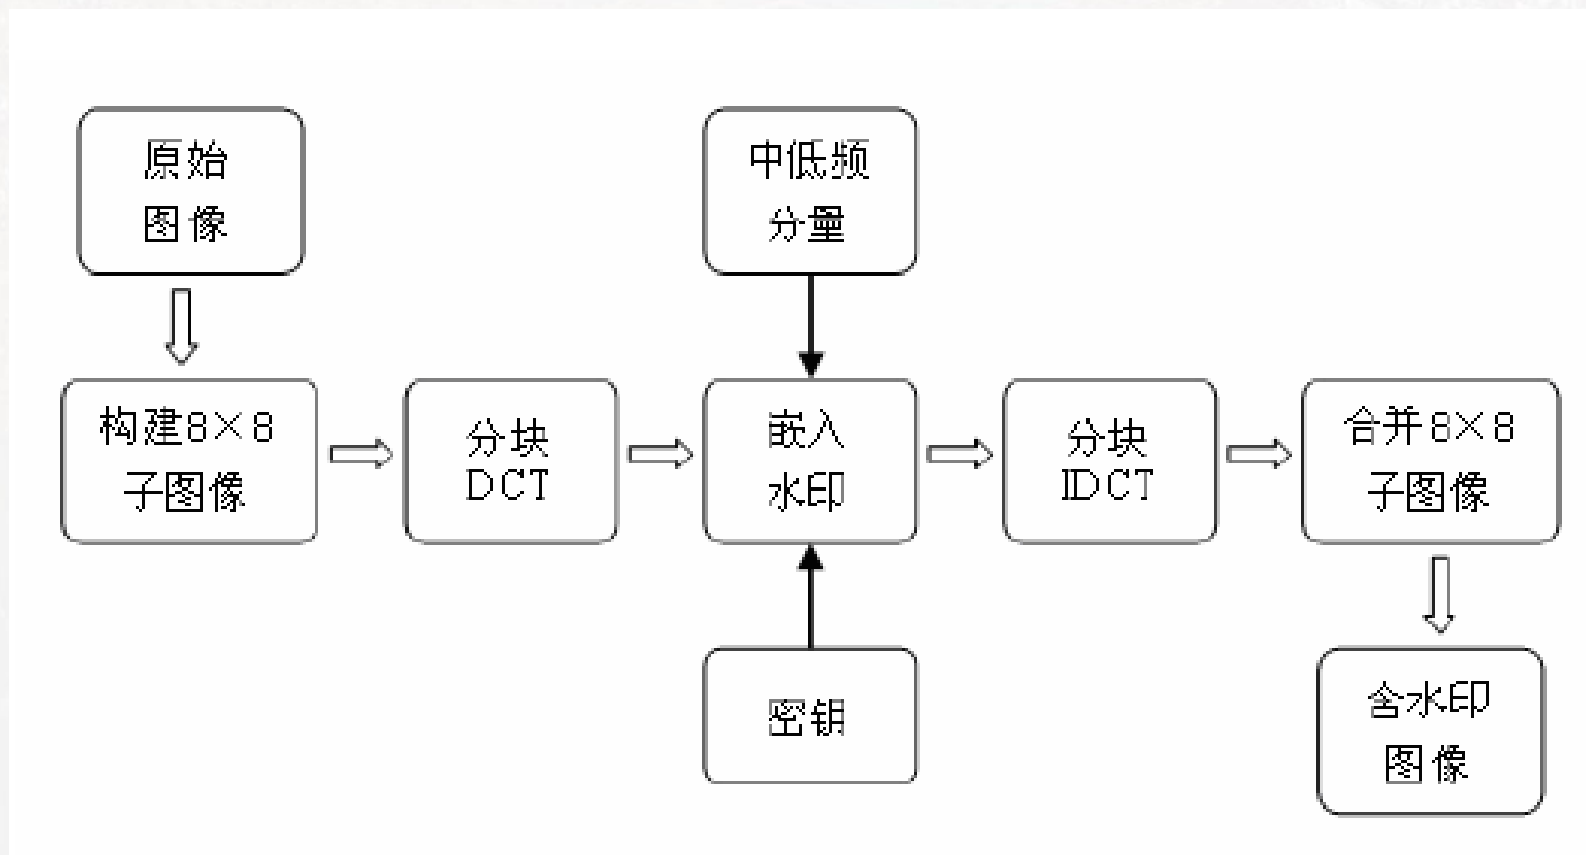 原始
图像
中低频
分量
构建8×8
子图像
分块
DCT
嵌入
水印
分块
IDCT
合并8×8
子图像
密钥
含水印
图像